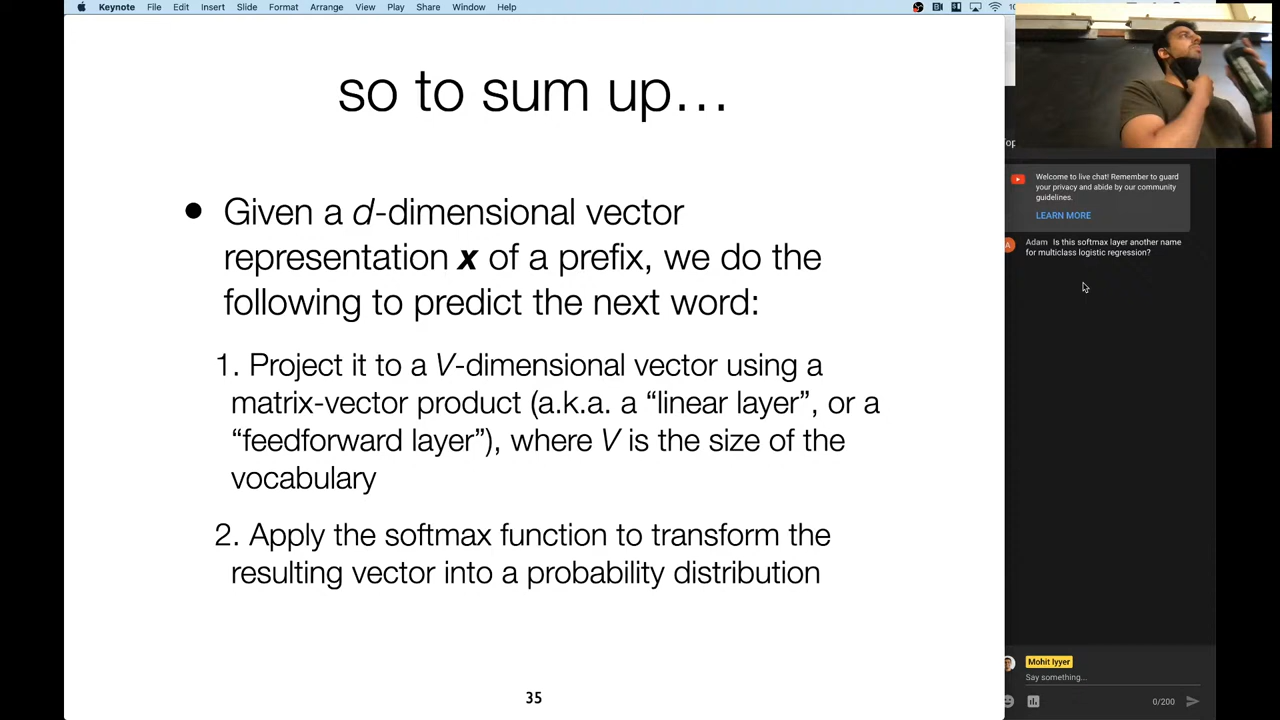 Keynote File Edit Insert Slide Format Arrange View Play Share Window Help
so to sum up…
● Given a d-dimensional vector
representation x of a prefix, we do the
following to predict the next word:
1. Project it to a V-dimensional vector using a
matrix-vector product (a.k.a. a “linear layer”, or a
“feedforward layer”), where V is the size of the
vocabulary
2. Apply the softmax function to transform the
resulting vector into a probability distribution
35
Welcome to live chat! Remember to guard
your privacy and abide by our community
guidelines.
LEARN MORE
A
Adam Is this softmax layer another name
for multiclass logistic regression?
Mohit Iyyer
Say something...
0/200